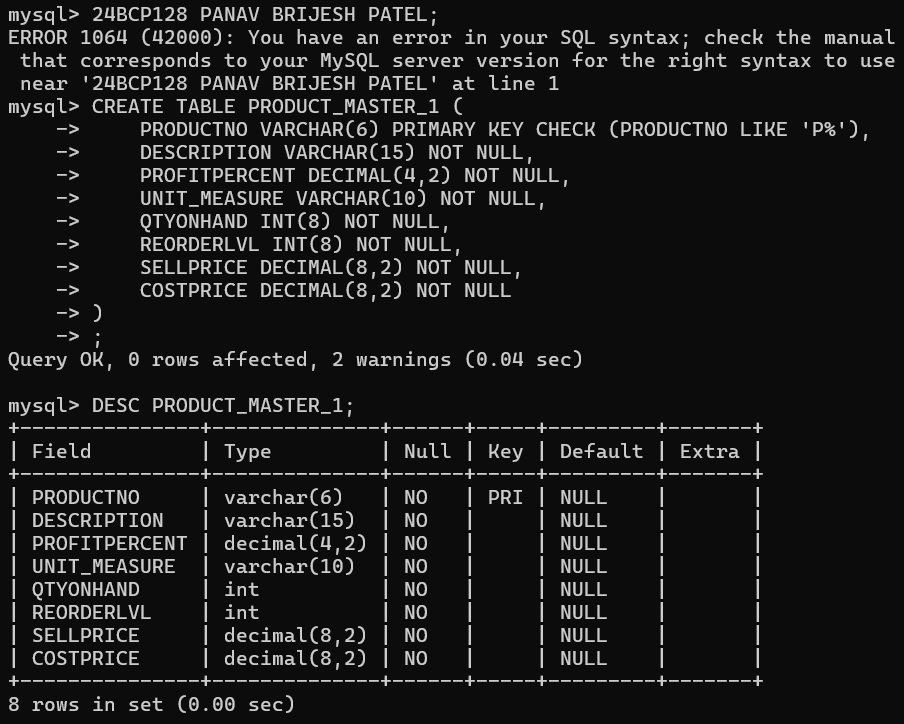 mysql> 24BCP128 PANAV BRIJESH PATEL;
ERROR 1064 (42000): You have an error in your SQL syntax; check the manual
 that corresponds to your MySQL server version for the right syntax to use
 near '24BCP128 PANAV BRIJESH PATEL' at line 1
mysql> CREATE TABLE PRODUCT_MASTER_1 (
    ->     PRODUCTNO VARCHAR(6) PRIMARY KEY CHECK (PRODUCTNO LIKE 'P%'),
    ->     DESCRIPTION VARCHAR(15) NOT NULL,
    ->     PROFITPERCENT DECIMAL(4,2) NOT NULL,
    ->     UNIT_MEASURE VARCHAR(10) NOT NULL,
    ->     QTYONHAND INT(8) NOT NULL,
    ->     REORDERLVL INT(8) NOT NULL,
    ->     SELLPRICE DECIMAL(8,2) NOT NULL,
    ->     COSTPRICE DECIMAL(8,2) NOT NULL
    -> )
    -> ;
Query OK, 0 rows affected, 2 warnings (0.04 sec)

mysql> DESC PRODUCT_MASTER_1;
+---------------+--------------+------+-----+---------+-------+
| Field         | Type         | Null | Key | Default | Extra |
+---------------+--------------+------+-----+---------+-------+
| PRODUCTNO     | varchar(6)   | NO   | PRI | NULL    |       |
| DESCRIPTION   | varchar(15)  | NO   |     | NULL    |       |
| PROFITPERCENT | decimal(4,2) | NO   |     | NULL    |       |
| UNIT_MEASURE  | varchar(10)  | NO   |     | NULL    |       |
| QTYONHAND     | int          | NO   |     | NULL    |       |
| REORDERLVL    | int          | NO   |     | NULL    |       |
| SELLPRICE     | decimal(8,2) | NO   |     | NULL    |       |
| COSTPRICE     | decimal(8,2) | NO   |     | NULL    |       |
+---------------+--------------+------+-----+---------+-------+
8 rows in set (0.00 sec)